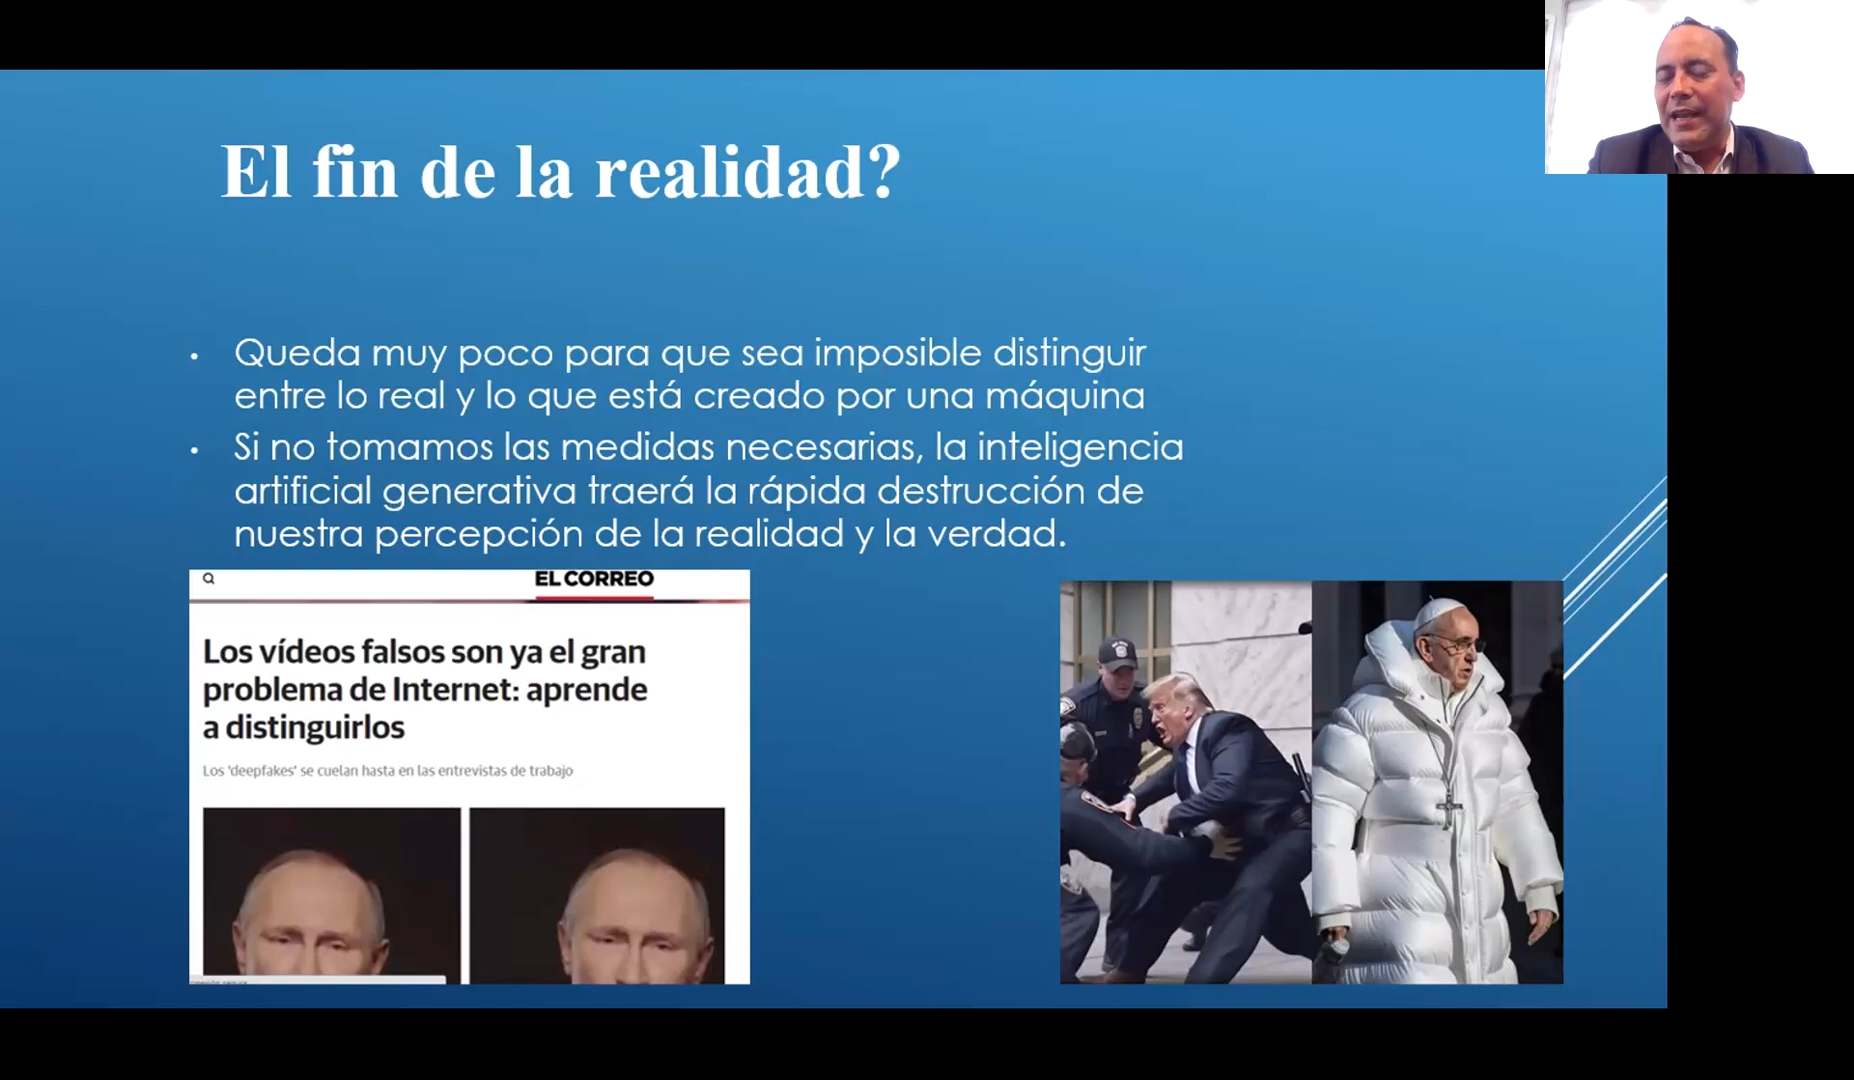 El fin de la realidad?
• Queda muy poco para que sea imposible distinguir
entre lo real y lo que está creado por una máquina
• Si no tomamos las medidas necesarias, la inteligencia
artificial generativa traerá la rápida destrucción de
nuestra percepción de la realidad y la verdad.
EL CORREO
Los vídeos falsos son ya el gran
problema de Internet: aprende
a distinguirlos
Los 'deepfakes' se cuelan hasta en las entrevistas de trabajo